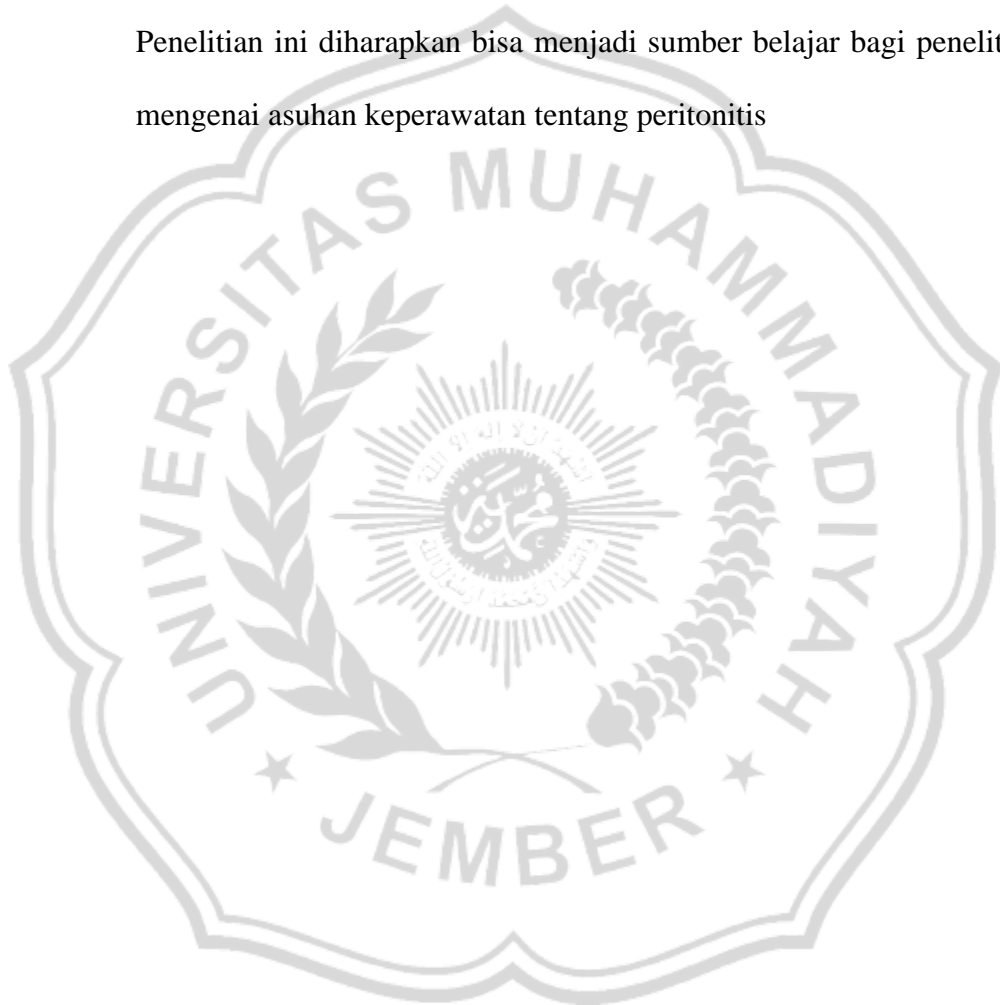 Penelitian ini diharapkan bisa menjadi sumber belajar bagi penelit
mengenai asuhan keperawatan tentang peritonitis
UNIVERSITAS MUHAMMADIYAH
JEMBER